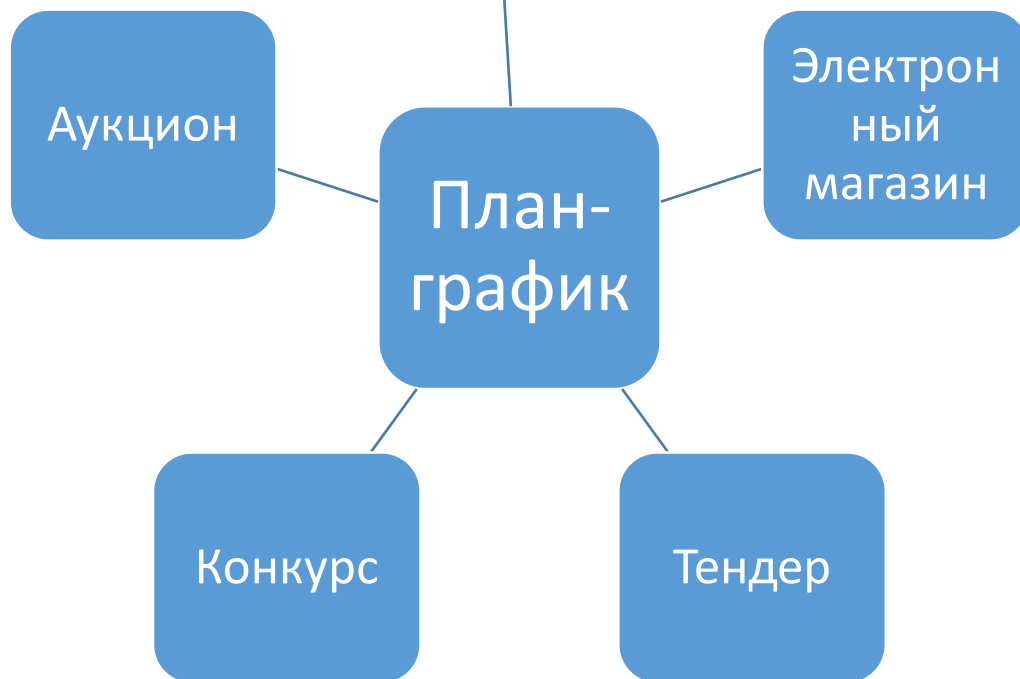 Аукцион
План-
график
Электрон
ный
магазин
Конкурс
Тендер